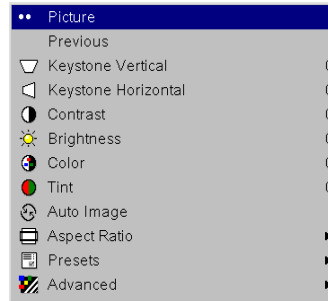 Picture
Previous
Keystone Vertical
Keystone Horizontal
Contrast
Brightness
Color
Tint
Auto Image
Aspect Ratio
Presets
Advanced